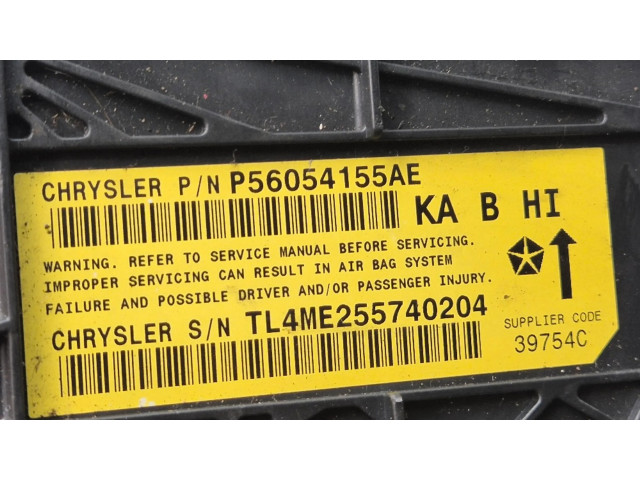 CHRYSLER P/N P56054155AE
KA B HI
WARNING. REFER TO SERVICE MANUAL BEFORE SERVICING.
IMPROPER SERVICING CAN RESULT IN AIR BAG SYSTEM
FAILURE AND POSSIBLE DRIVER AND/OR PASSENGER INJURY.
CHRYSLER S/N TL4ME255740204
SUPPLIER CODE
39754C